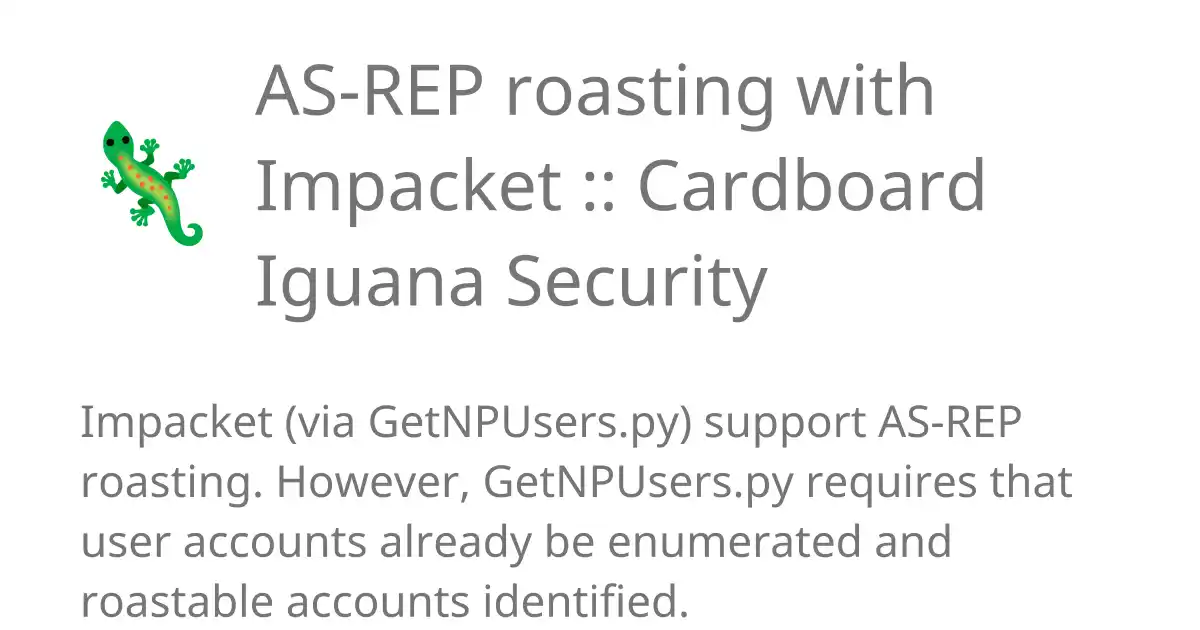 AS-REP roasting with
Impacket :: Cardboard
Iguana Security
Impacket (via GetNPUsers.py) support AS-REP
roasting. However, GetNPUsers.py requires that
user accounts already be enumerated and
roastable accounts identified.